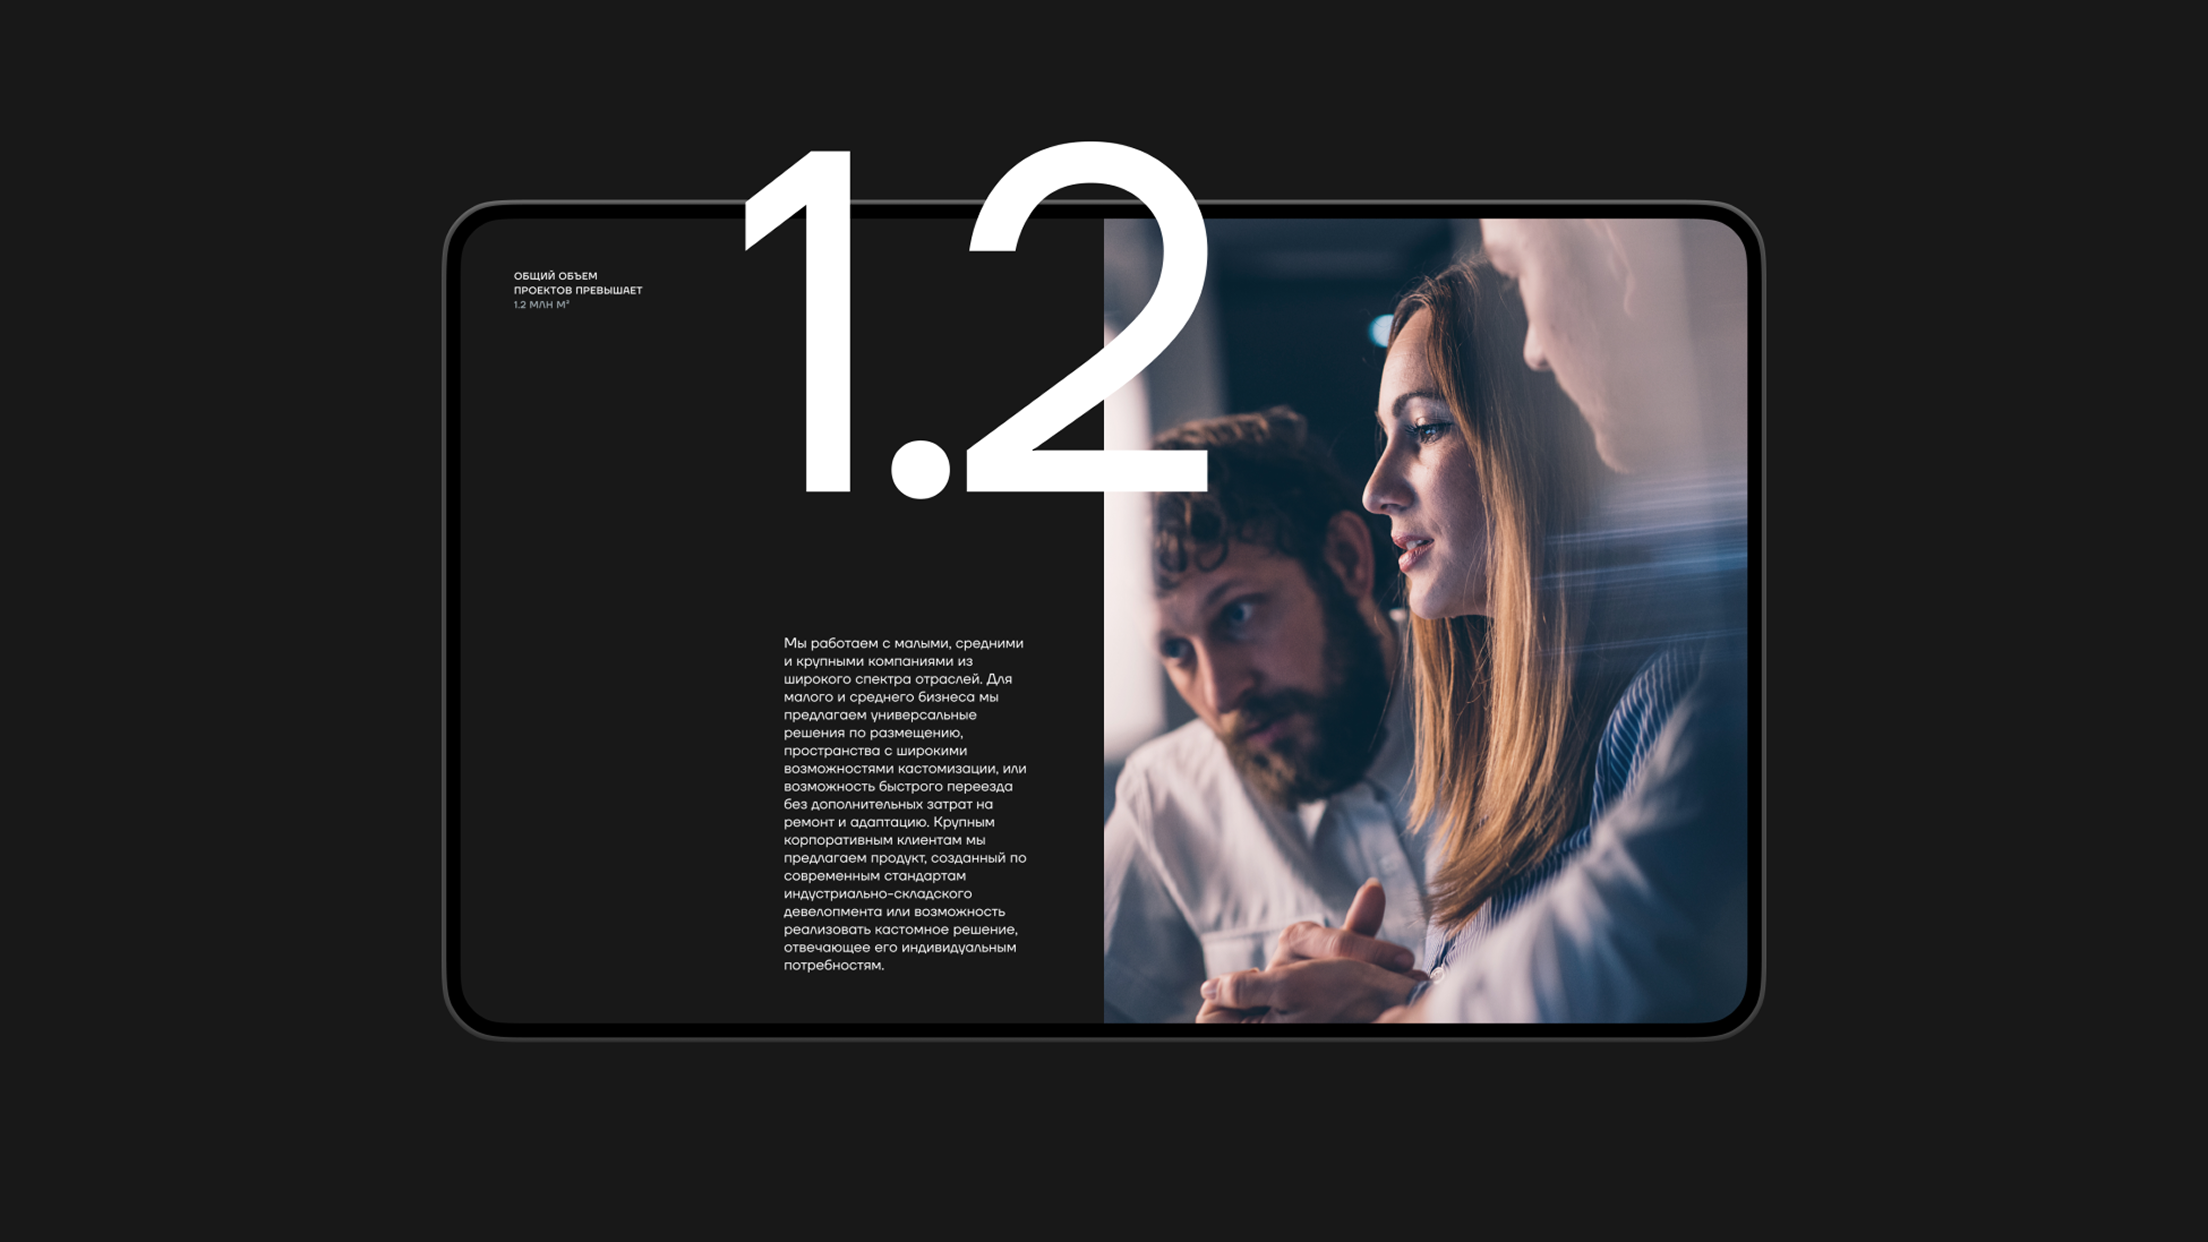 1.2
ОБЩИЙ ОБЪЕМ
ПРОЕКТОВ ПРЕВЫШАЕТ
1.2 МЛН М²
Мы работаем с малыми, средними
и крупными компаниями из
широкого спектра отраслей. Для
малого и среднего бизнеса мы
предлагаем универсальные
решения по размещению,
пространства с широкими
возможностями кастомизации, или
возможность быстрого переезда
без дополнительных затрат на
ремонт и адаптацию. Крупным
корпоративным клиентам мы
предлагаем продукт, созданный по
современным стандартам
индустриально-складского
девелопмента или возможность
реализовать кастомное решение,
отвечающее его индивидуальным
потребностям.